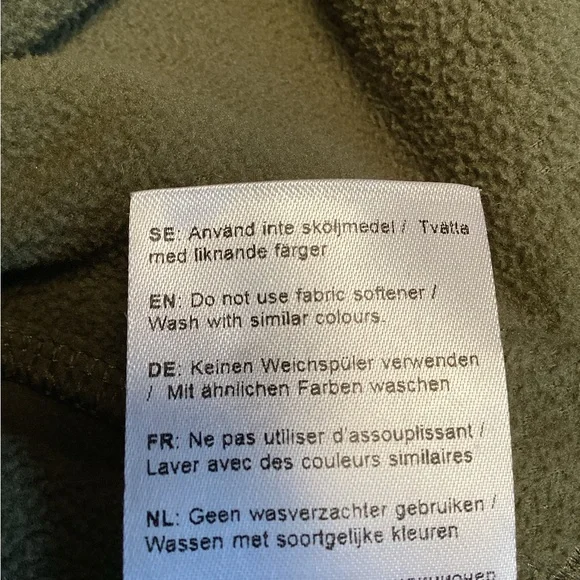 SE: Använd inte sköljmedel / Tvätta
med liknande färger
EN: Do not use fabric softener /
Wash with similar colours.
DE: Keinen Weichspüler verwenden
/ Mit ähnlichen Farben waschen
FR: Ne pas utiliser d'assouplissant /
Laver avec des couleurs similaires
NL: Geen wasverzachter gebruiken /
Wassen met soortgelijke kleuren